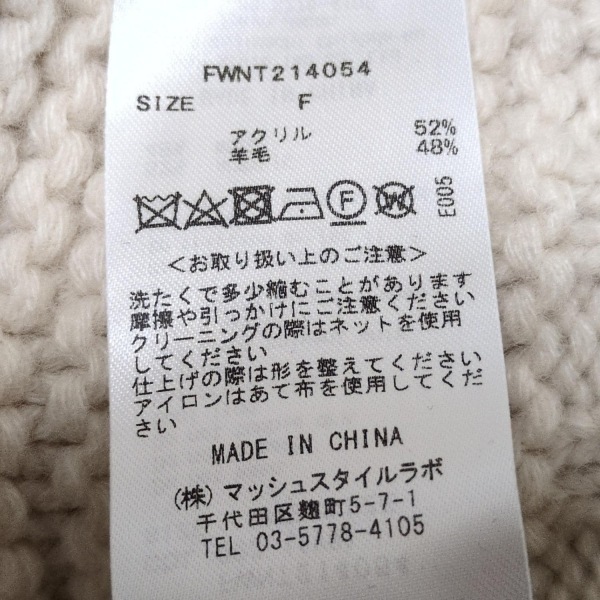 FWNT214054
SIZE F
アクリル 52%
羊毛 48%
F W E005
＜お取り扱い上のご注意＞
洗たくで多少縮むことがあります
摩擦や引っかけにご注意ください
クリーニングの際はネットを使用
してください
仕上げの際は形を整えてください
アイロンはあて布を使用してくだ
さい
MADE IN CHINA
(株) マッシュスタイルラボ
千代田区麹町5-7-1
TEL 03-5778-4105